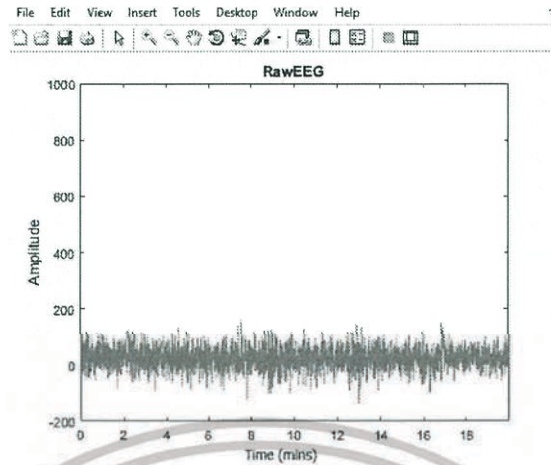 File Edit View Insert Tools Desktop Window Help
RawEEG
1000
800
600
400
200
0
-200
Amplitude
0 2 4 6 8 10 12 14 16 18
Time (mins)